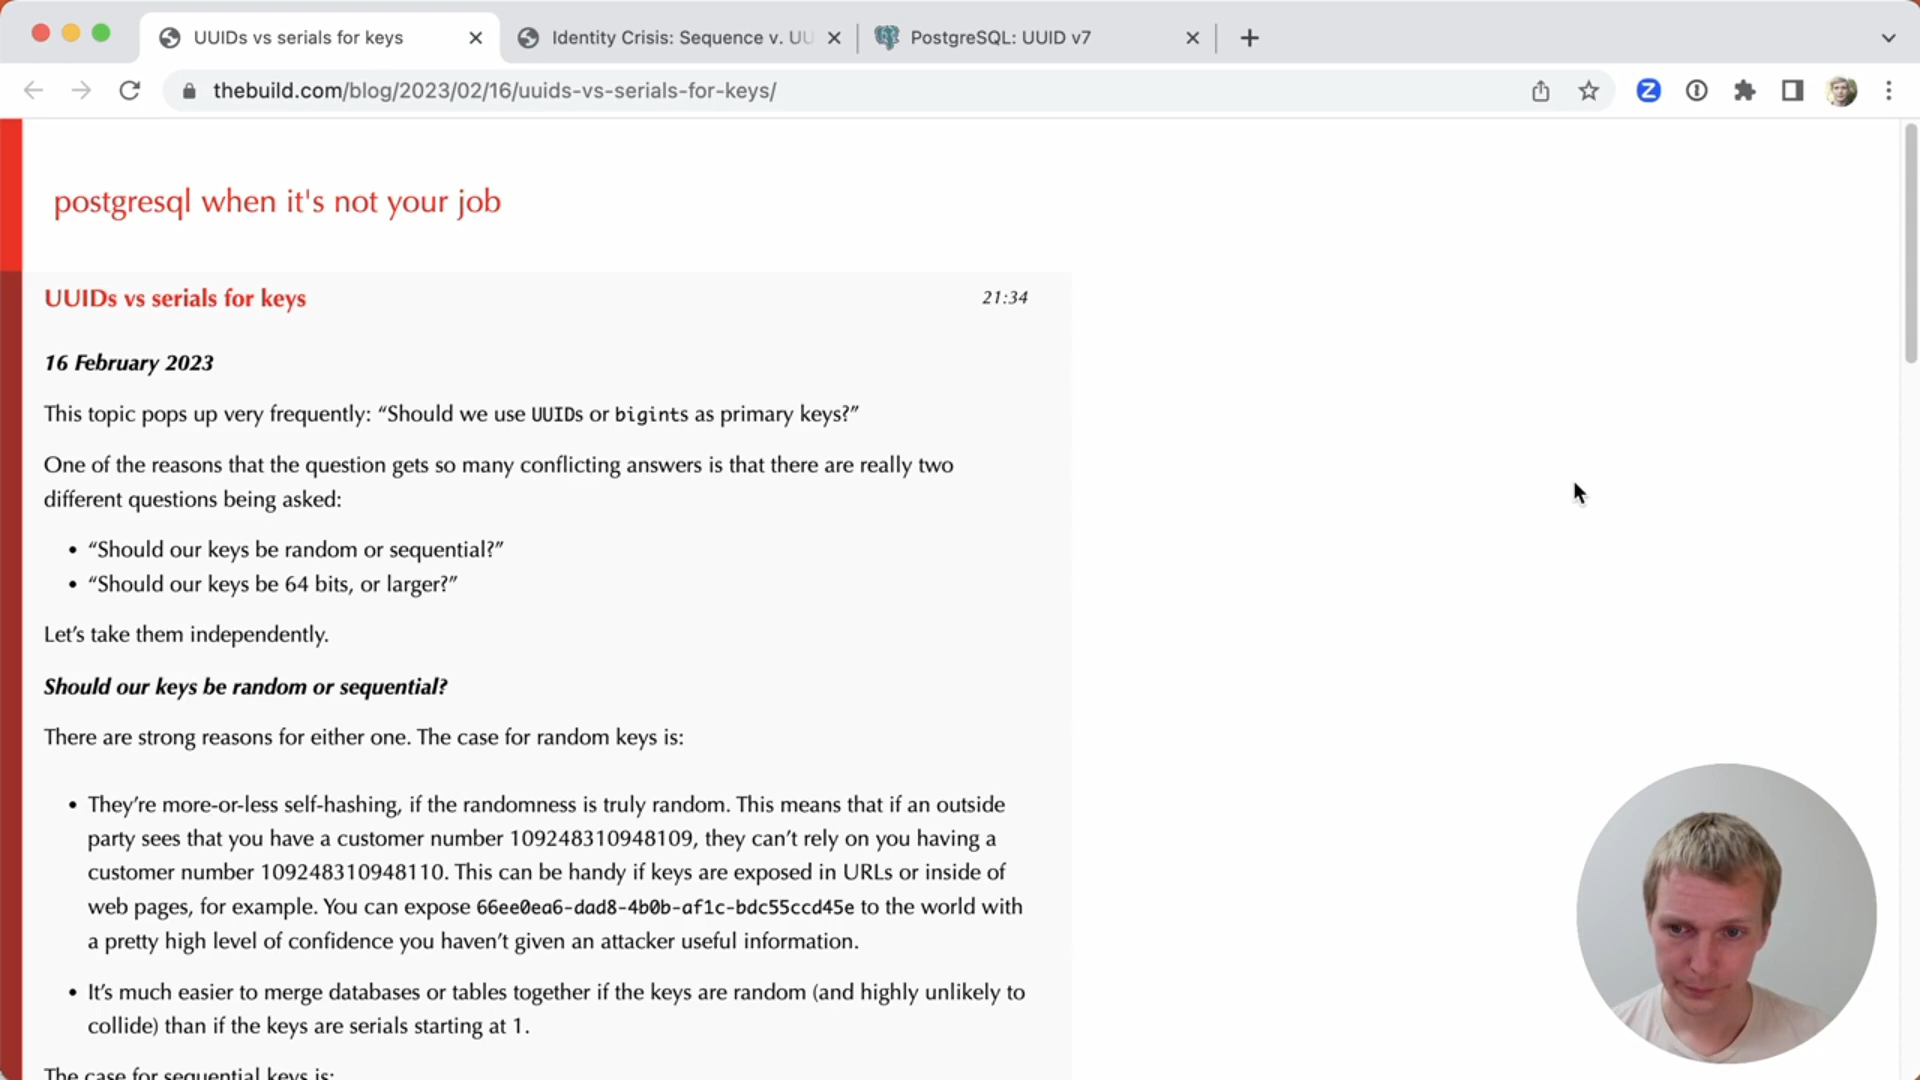 UUIDs vs serials for keys
Identity Crisis: Sequence v. UU
PostgreSQL: UUID v7
thebuild.com/blog/2023/02/16/uuids-vs-serials-for-keys/
Z
postgresql when it's not your job
UUIDs vs serials for keys 21:34
16 February 2023
This topic pops up very frequently: “Should we use UUIDs or bigints as primary keys?”
One of the reasons that the question gets so many conflicting answers is that there are really two
different questions being asked:
• “Should our keys be random or sequential?”
• “Should our keys be 64 bits, or larger?”
Let’s take them independently.
Should our keys be random or sequential?
There are strong reasons for either one. The case for random keys is:
• They’re more-or-less self-hashing, if the randomness is truly random. This means that if an outside
party sees that you have a customer number 109248310948109, they can’t rely on you having a
customer number 109248310948110. This can be handy if keys are exposed in URLs or inside of
web pages, for example. You can expose 66ee0ea6-dad8-4b0b-af1c-bdc55ccd45e to the world with
a pretty high level of confidence you haven’t given an attacker useful information.
• It’s much easier to merge databases or tables together if the keys are random (and highly unlikely to
collide) than if the keys are serials starting at 1.
The case for sequential keys is: